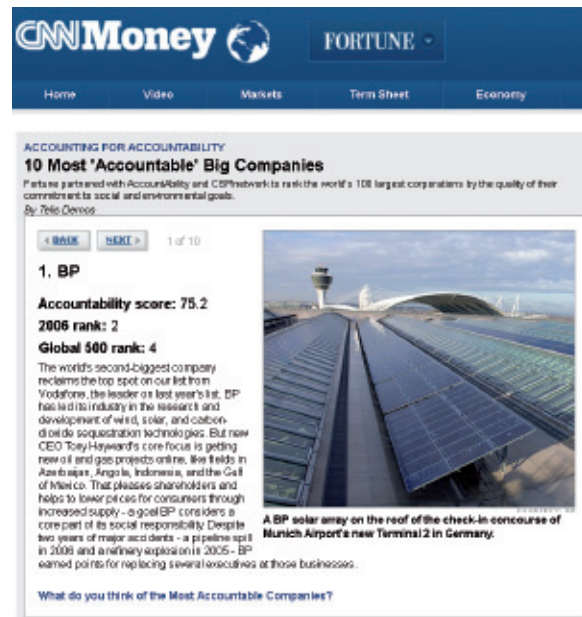 CNNMoney
FORTUNE
Home Video Markets Term Sheet Economy
ACCOUNTING FOR ACCOUNTABILITY
10 Most 'Accountable' Big Companies
Fortune partnered with AccountAbility and CSRnetwork to rank the world's 100 largest corporations by the quality of their
commitment to social and environmental goals.
By Telis Demos
BACK NEXT 1 of 10
1. BP
Accountability score: 75.2
2006 rank: 2
Global 500 rank: 4
The world's second-biggest company
reclaims the top spot on our list from
Vodafone, the leader on last year's list. BP
has led its industry in the research and
development of wind, solar, and carbon-
dioxide sequestration technologies. But new
CEO Tony Hayward's core focus is getting
new oil and gas projects online, like fields in
Azerbaijan, Angola, Indonesia, and the Gulf
of Mexico. That pleases shareholders and
helps to lower prices for consumers through
increased supply - a goal BP considers a
core part of its social responsibility. Despite
two years of major accidents - a pipeline spill
in 2006 and a refinery explosion in 2005 - BP
earned points for replacing several executives at those businesses.
A BP solar array on the roof of the check-in concourse of
Munich Airport's new Terminal 2 in Germany.
What do you think of the Most Accountable Companies?